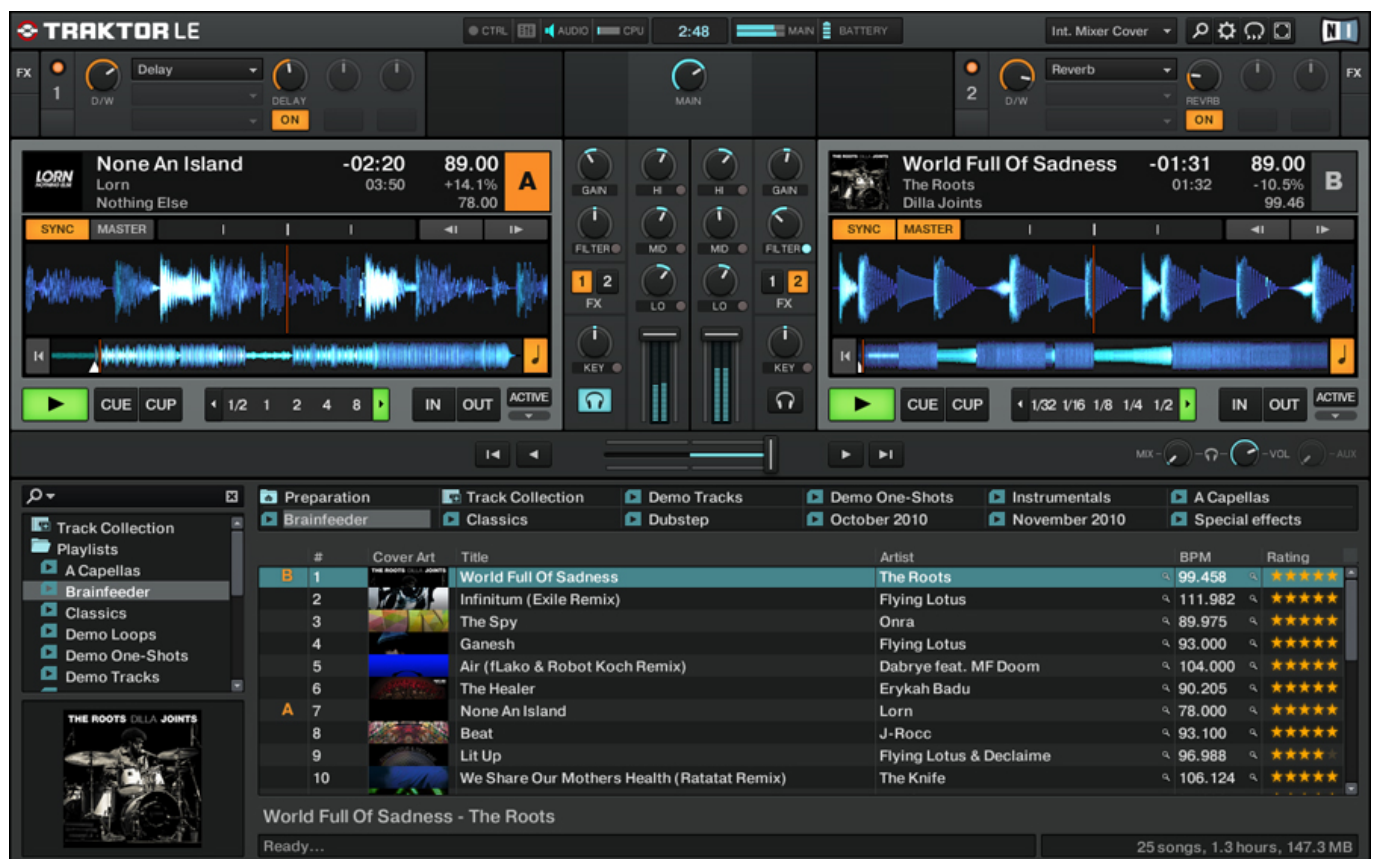 TRAKTOR LE
CTRL AUDIO CPU 2:48 MAIN BATTERY Int. Mixer Cover NI
FX 1 D/W Delay DELAY ON
MAIN
2 D/W Reverb REVRB ON FX
LORN NOTHING ELSE
None An Island -02:20 89.00 A
Lorn 03:50 +14.1%
Nothing Else 78.00
SYNC MASTER
CUE CUP 1/2 1 2 4 8 IN OUT ACTIVE
GAIN HI HI GAIN
FILTER MID MID FILTER
1 2 LO LO 1 2
FX FX
KEY KEY
THE ROOTS DILLA JOINTS
World Full Of Sadness -01:31 89.00 B
The Roots 01:32 -10.5%
Dilla Joints 99.46
SYNC MASTER
CUE CUP 1/32 1/16 1/8 1/4 1/2 IN OUT ACTIVE
MIX VOL AUX
Track Collection
Playlists
A Capellas
Brainfeeder
Classics
Demo Loops
Demo One-Shots
Demo Tracks
THE ROOTS DILLA JOINTS
Preparation Track Collection Demo Tracks Demo One-Shots Instrumentals A Capellas
Brainfeeder Classics Dubstep October 2010 November 2010 Special effects
# Cover Art Title Artist BPM Rating
B 1 THE ROOTS DILLA JOINTS World Full Of Sadness The Roots 99.458
2 Infinitum (Exile Remix) Flying Lotus 111.982
3 The Spy Onra 89.975
4 Ganesh Flying Lotus 93.000
5 Air (fLako & Robot Koch Remix) Dabrye feat. MF Doom 104.000
6 The Healer Erykah Badu 90.205
A 7 None An Island Lorn 78.000
8 Beat J-Rocc 93.100
9 Lit Up Flying Lotus & Declaime 96.988
10 We Share Our Mothers Health (Ratatat Remix) The Knife 106.124
World Full Of Sadness - The Roots
Ready...
25 songs, 1.3 hours, 147.3 MB